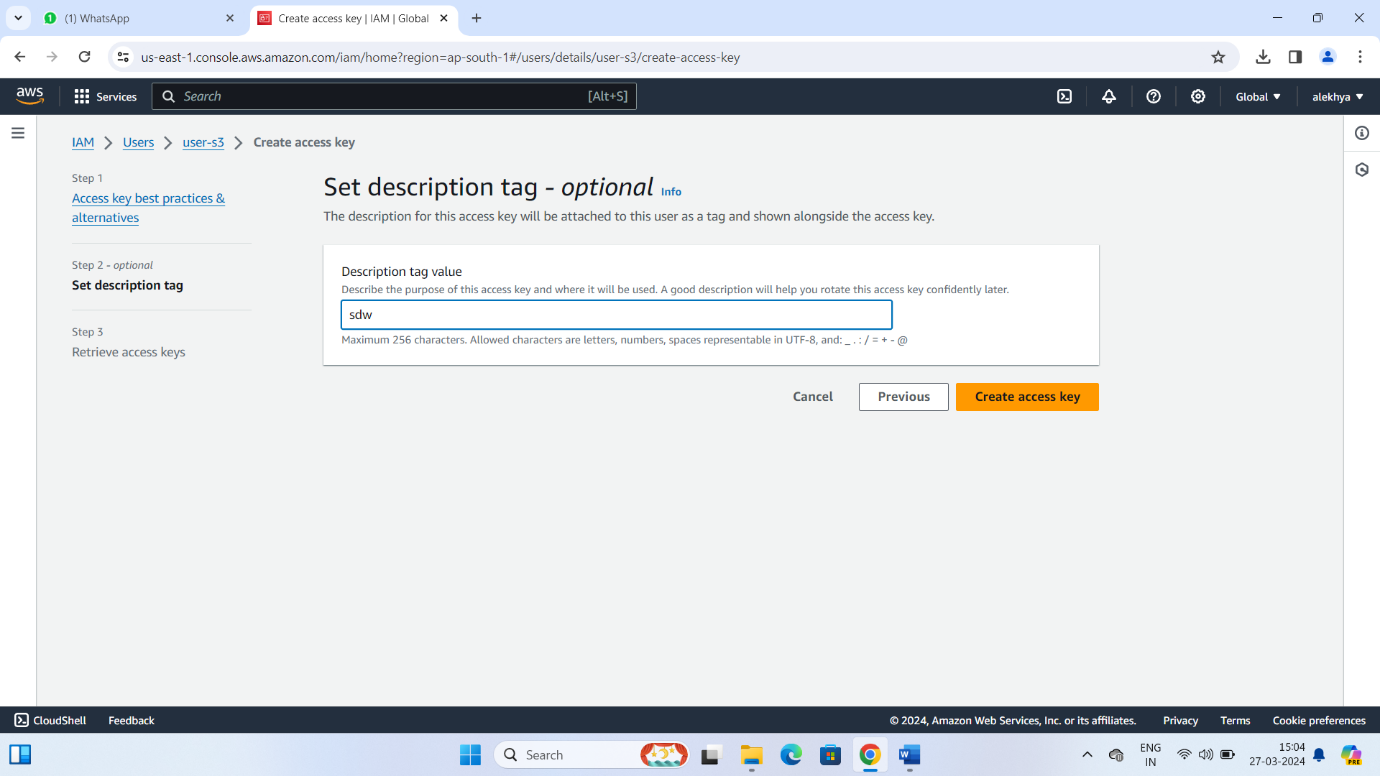 (1) WhatsApp
Create access key | IAM | Global
us-east-1.console.aws.amazon.com/iam/home?region=ap-south-1#/users/details/user-s3/create-access-key
aws
Services
Search
[Alt+S]
Global
alekhya
IAM
Users
user-s3
Create access key
Step 1
Access key best practices &
alternatives
Step 2 - optional
Set description tag
Step 3
Retrieve access keys
Set description tag - optional Info
The description for this access key will be attached to this user as a tag and shown alongside the access key.
Description tag value
Describe the purpose of this access key and where it will be used. A good description will help you rotate this access key confidently later.
sdw
Maximum 256 characters. Allowed characters are letters, numbers, spaces representable in UTF-8, and: _ . : / = + - @
Cancel
Previous
Create access key
CloudShell
Feedback
© 2024, Amazon Web Services, Inc. or its affiliates.
Privacy
Terms
Cookie preferences
Search
ENG
IN
15:04
27-03-2024
PRE